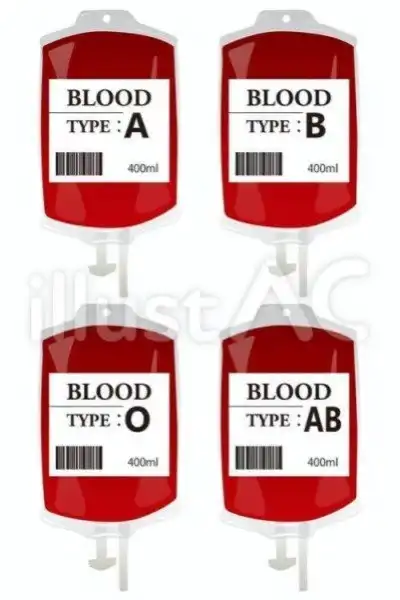 BLOOD
TYPE : A
400ml
BLOOD
TYPE : B
400ml
illustAC
BLOOD
TYPE : O
400ml
BLOOD
TYPE : AB
400ml